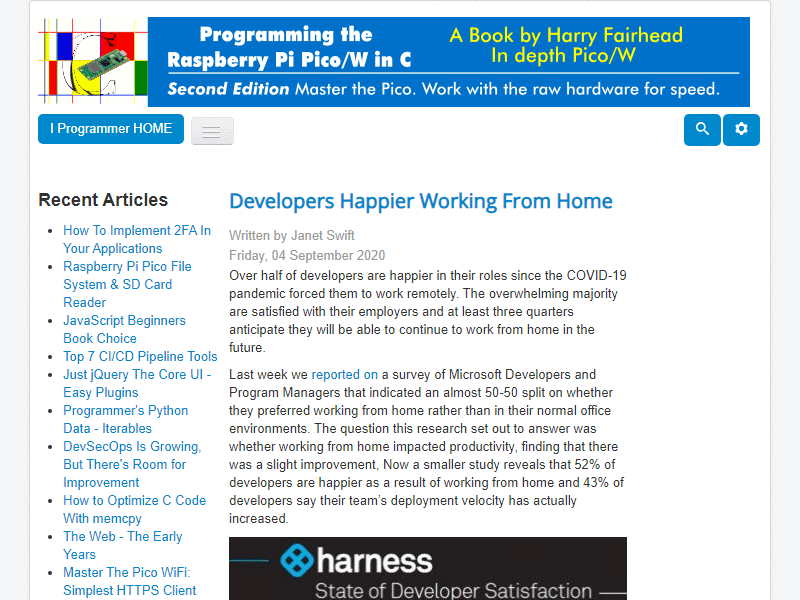 Programming the
Raspberry Pi Pico/W in C
A Book by Harry Fairhead
In depth Pico/W
Second Edition Master the Pico. Work with the raw hardware for speed.
I Programmer HOME
Recent Articles
How To Implement 2FA In
Your Applications
Raspberry Pi Pico File
System & SD Card
Reader
JavaScript Beginners
Book Choice
Top 7 CI/CD Pipeline Tools
Just jQuery The Core UI -
Easy Plugins
Programmer's Python
Data - Iterables
DevSecOps Is Growing,
But There's Room for
Improvement
How to Optimize C Code
With memcpy
The Web - The Early
Years
Master The Pico WiFi:
Simplest HTTPS Client
Developers Happier Working From Home
Written by Janet Swift
Friday, 04 September 2020
Over half of developers are happier in their roles since the COVID-19
pandemic forced them to work remotely. The overwhelming majority
are satisfied with their employers and at least three quarters
anticipate they will be able to continue to work from home in the
future.
Last week we reported on a survey of Microsoft Developers and
Program Managers that indicated an almost 50-50 split on whether
they preferred working from home rather than in their normal office
environments. The question this research set out to answer was
whether working from home impacted productivity, finding that there
was a slight improvement, Now a smaller study reveals that 52% of
developers are happier as a result of working from home and 43% of
developers say their team's deployment velocity has actually
increased.
harness
State of Developer Satisfaction